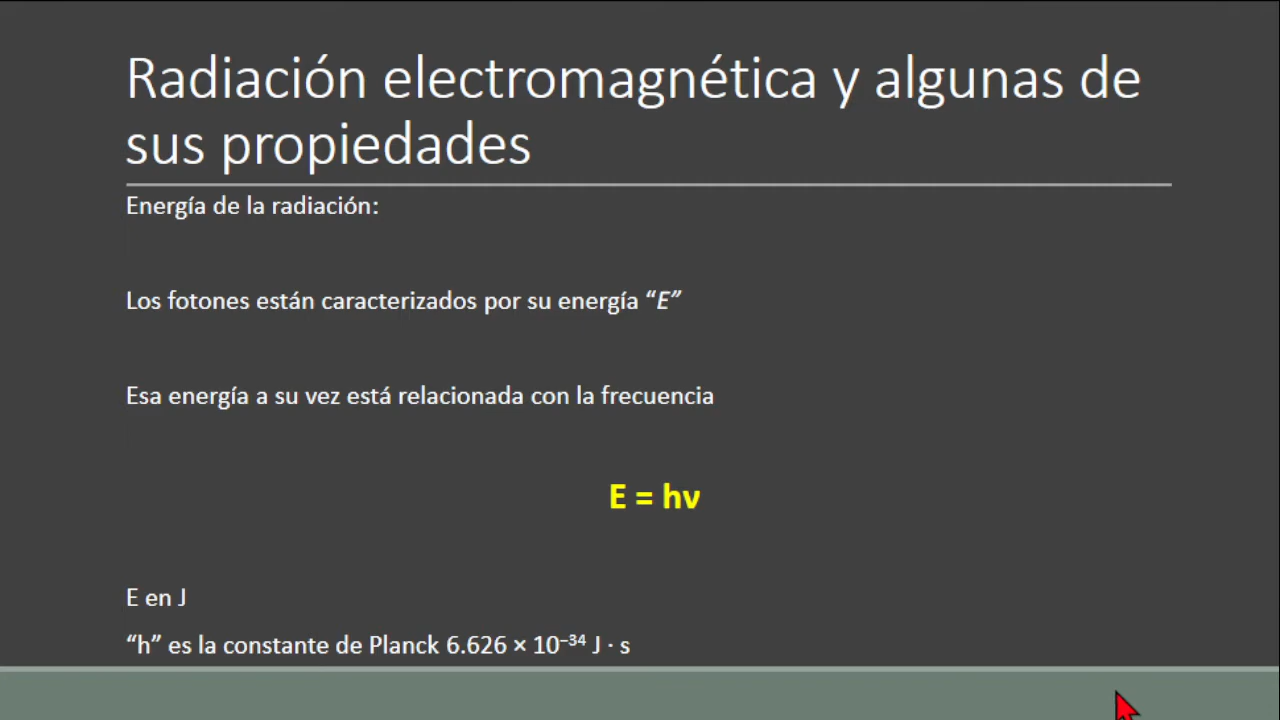 Radiación electromagnética y algunas de
sus propiedades
Energía de la radiación:
Los fotones están caracterizados por su energía “E”
Esa energía a su vez está relacionada con la frecuencia
E = hν
E en J
“h” es la constante de Planck 6.626 × 10⁻³⁴ J · s